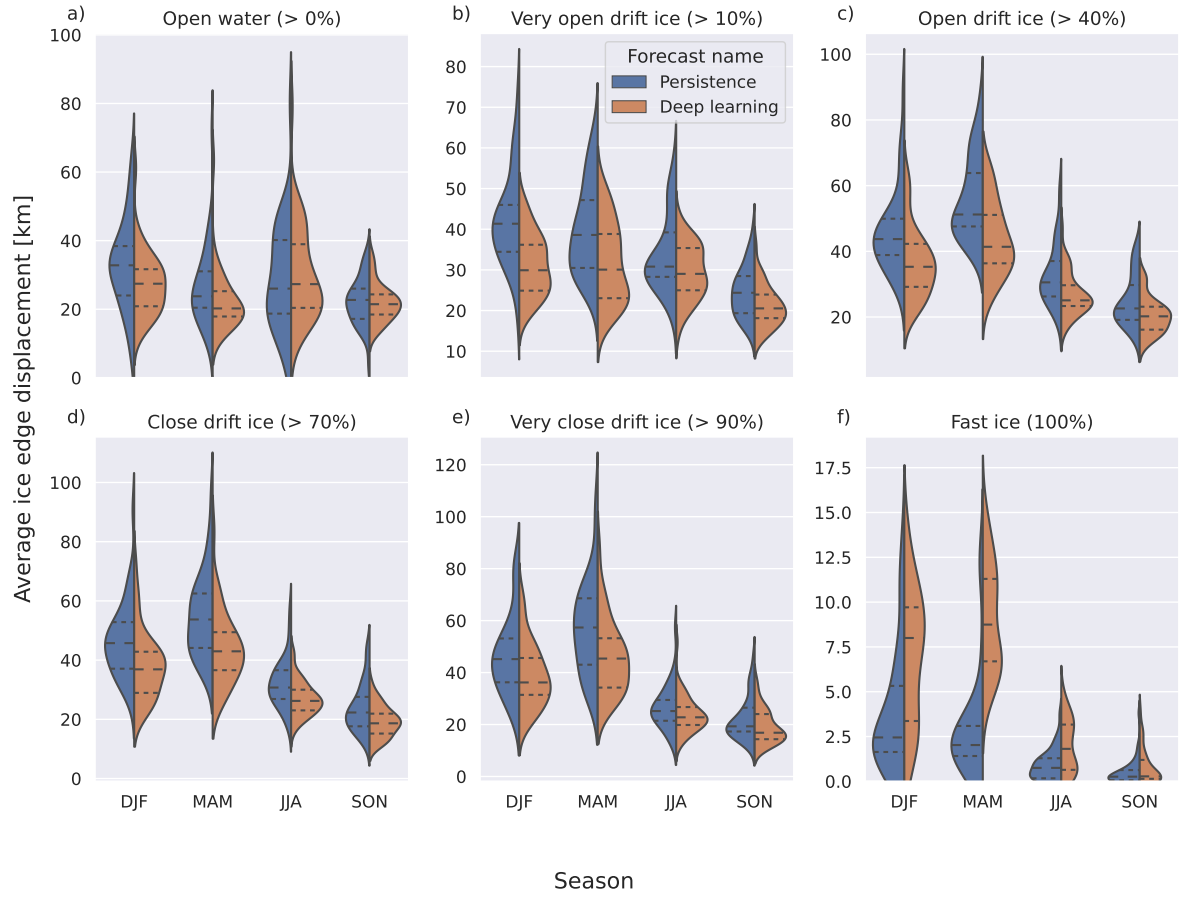 a)
Open water (> 0%)
100
80
60
40
20
0
b)
Very open drift ice (> 10%)
80
70
60
50
40
30
20
10
Forecast name
Persistence
Deep learning
c)
Open drift ice (> 40%)
100
80
60
40
20
Average ice edge displacement [km]
d)
Close drift ice (> 70%)
100
80
60
40
20
0
DJF MAM JJA SON
e)
Very close drift ice (> 90%)
120
100
80
60
40
20
0
DJF MAM JJA SON
f)
Fast ice (100%)
17.5
15.0
12.5
10.0
7.5
5.0
2.5
0.0
DJF MAM JJA SON
Season